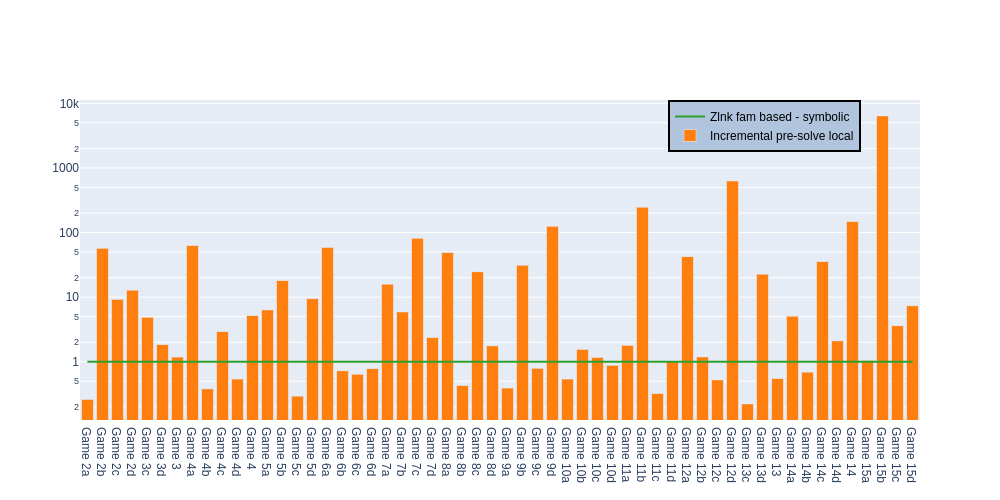 Zlnk fam based - symbolic
Incremental pre-solve local
10k
5
2
1000
5
2
100
5
2
10
5
2
1
5
2
Game 2a
Game 2b
Game 2c
Game 2d
Game 3c
Game 3d
Game 3
Game 4a
Game 4b
Game 4c
Game 4d
Game 4
Game 5a
Game 5b
Game 5c
Game 5d
Game 6a
Game 6b
Game 6c
Game 6d
Game 7a
Game 7b
Game 7c
Game 7d
Game 8a
Game 8b
Game 8c
Game 8d
Game 9a
Game 9b
Game 9c
Game 9d
Game 10a
Game 10b
Game 10c
Game 10d
Game 11a
Game 11b
Game 11c
Game 11d
Game 12a
Game 12b
Game 12c
Game 12d
Game 13c
Game 13d
Game 13
Game 14a
Game 14b
Game 14c
Game 14d
Game 14
Game 15a
Game 15b
Game 15c
Game 15d